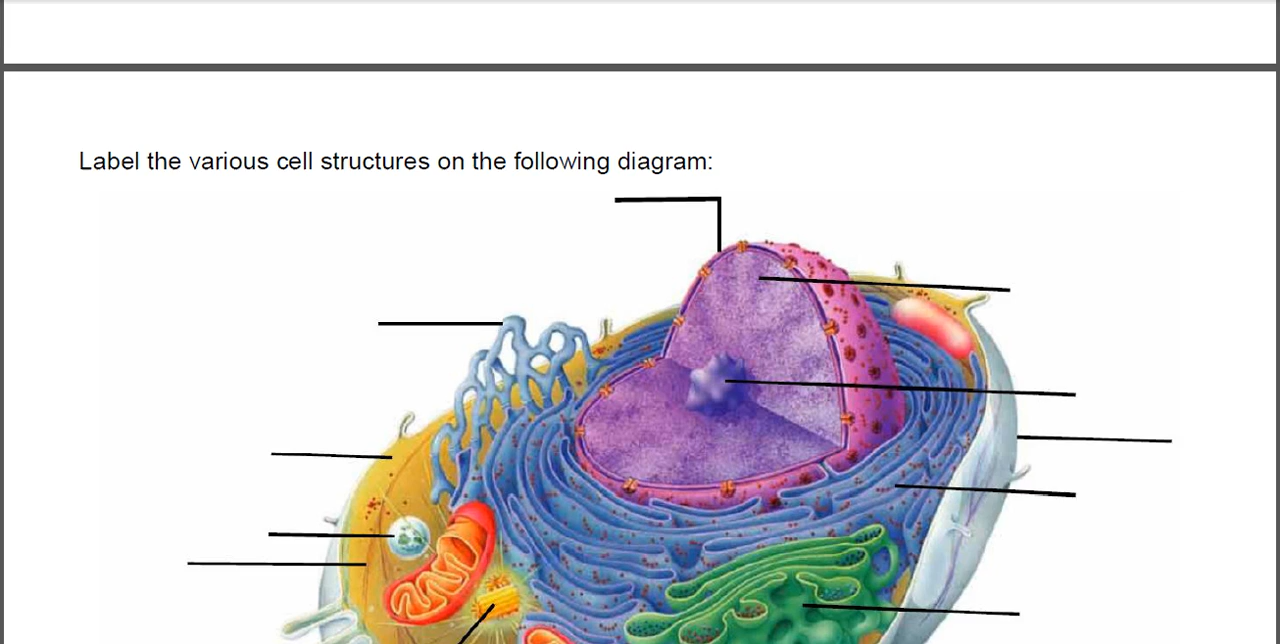 Label the various cell structures on the following diagram: